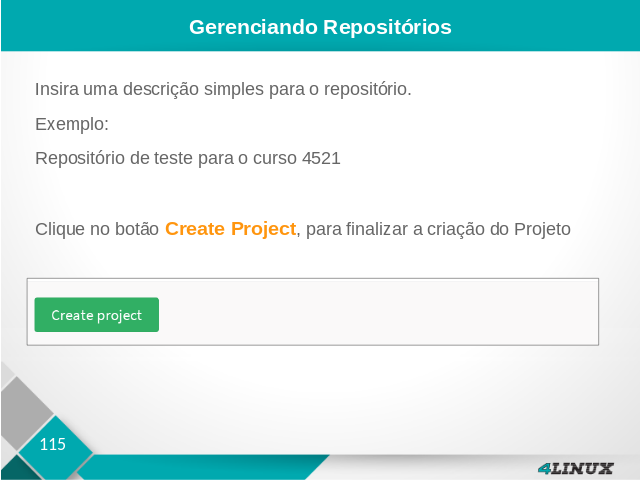 Gerenciando Repositórios
Insira uma descrição simples para o repositório.
Exemplo:
Repositório de teste para o curso 4521
Clique no botão Create Project, para finalizar a criação do Projeto
Create project
115
4LINUX